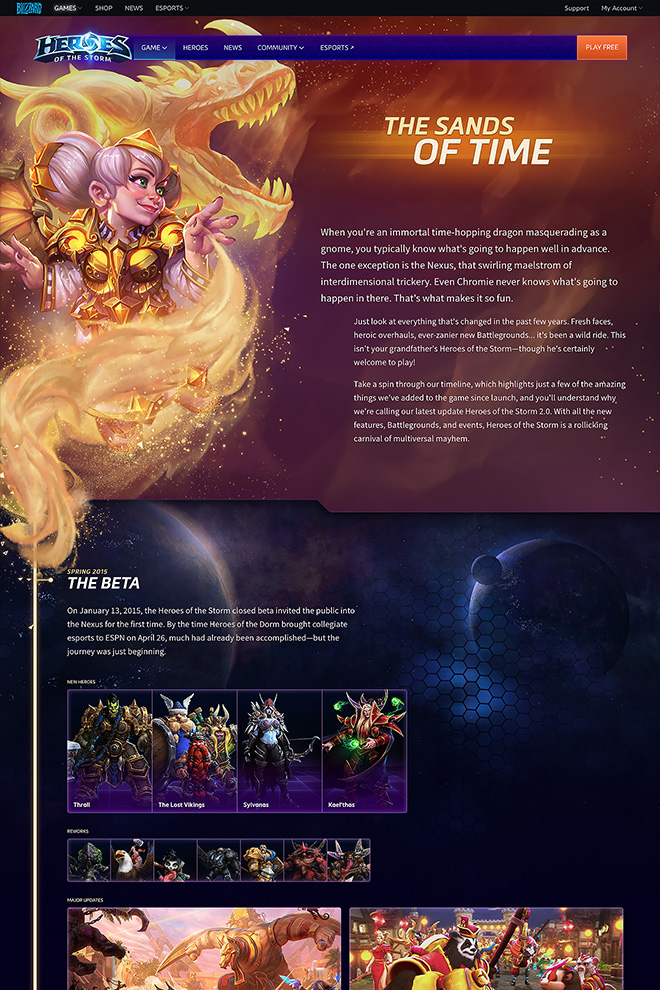 BLIZZARD
GAMES SHOP NEWS ESPORTS Support My Account
HEROES
OF THE STORM
GAME HEROES NEWS COMMUNITY ESPORTS PLAY FREE
THE SANDS
OF TIME
When you're an immortal time-hopping dragon masquerading as a
gnome, you typically know what's going to happen well in advance.
The one exception is the Nexus, that swirling maelstrom of
interdimensional trickery. Even Chromie never knows what's going to
happen in there. That's what makes it so fun.
Just look at everything that's changed in the past few years. Fresh faces,
heroic overhauls, ever-zanier new Battlegrounds... it's been a wild ride. This
isn't your grandfather's Heroes of the Storm—though he's certainly
welcome to play!
Take a spin through our timeline, which highlights just a few of the amazing
things we've added to the game since launch, and you'll understand why
we're calling our latest update Heroes of the Storm 2.0. With all the new
features, Battlegrounds, and events, Heroes of the Storm is a rollicking
carnival of multiversal mayhem.
SPRING 2015
THE BETA
On January 13, 2015, the Heroes of the Storm closed beta invited the public into
the Nexus for the first time. By the time Heroes of the Dorm brought collegiate
esports to ESPN on April 26, much had already been accomplished—but the
journey was just beginning.
NEW HEROES
Thrall The Lost Vikings Sylvanas Kael'thas
REWORKS
MAJOR UPDATES